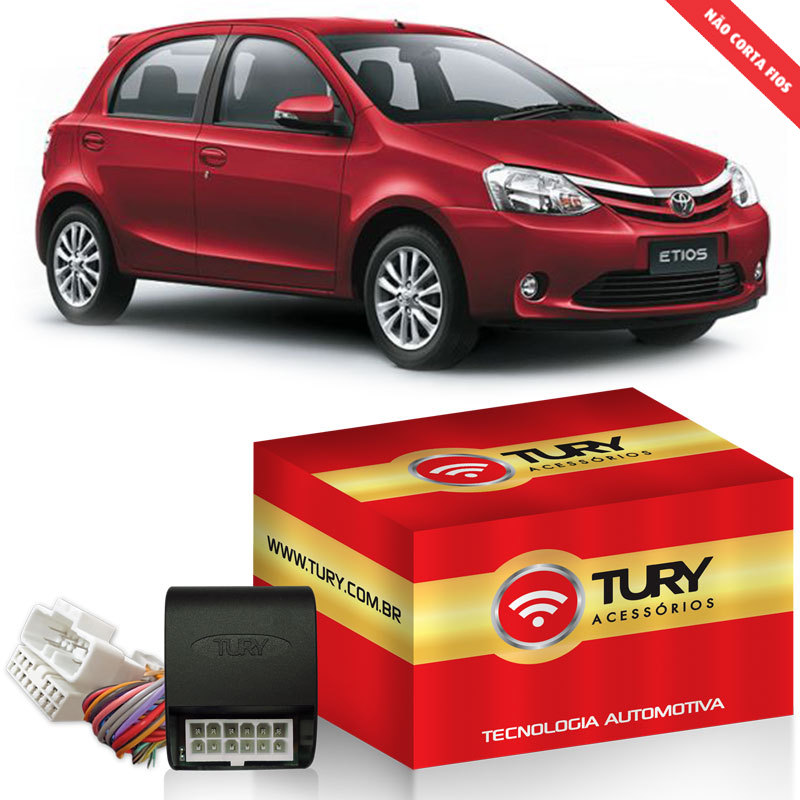 NÃO CORTA FIOS
ETIOS
TURY
ACESSÓRIOS
WWW.TURY.COM.BR
TURY
ACESSÓRIOS
TURY
TECNOLOGIA AUTOMOTIVA